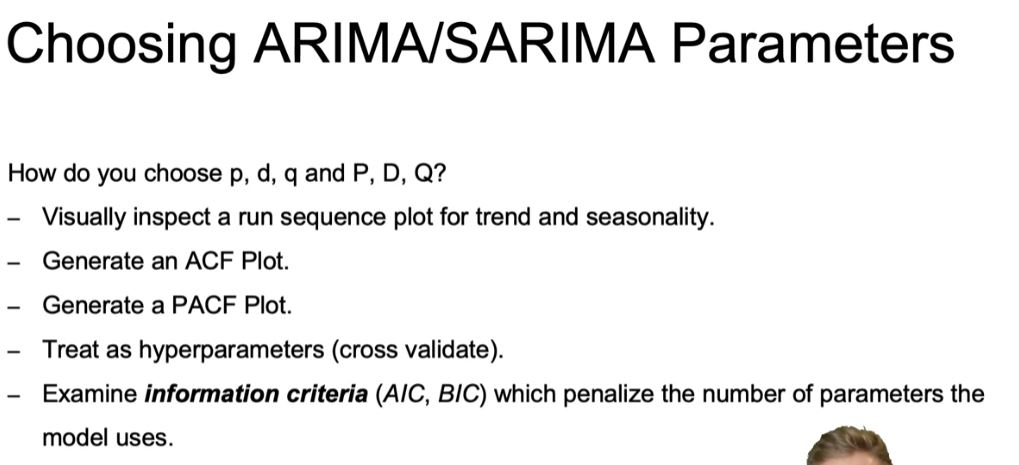 Choosing ARIMA/SARIMA Parameters
How do you choose p, d, q and P, D, Q?
– Visually inspect a run sequence plot for trend and seasonality.
– Generate an ACF Plot.
– Generate a PACF Plot.
– Treat as hyperparameters (cross validate).
– Examine information criteria (AIC, BIC) which penalize the number of parameters the
model uses.